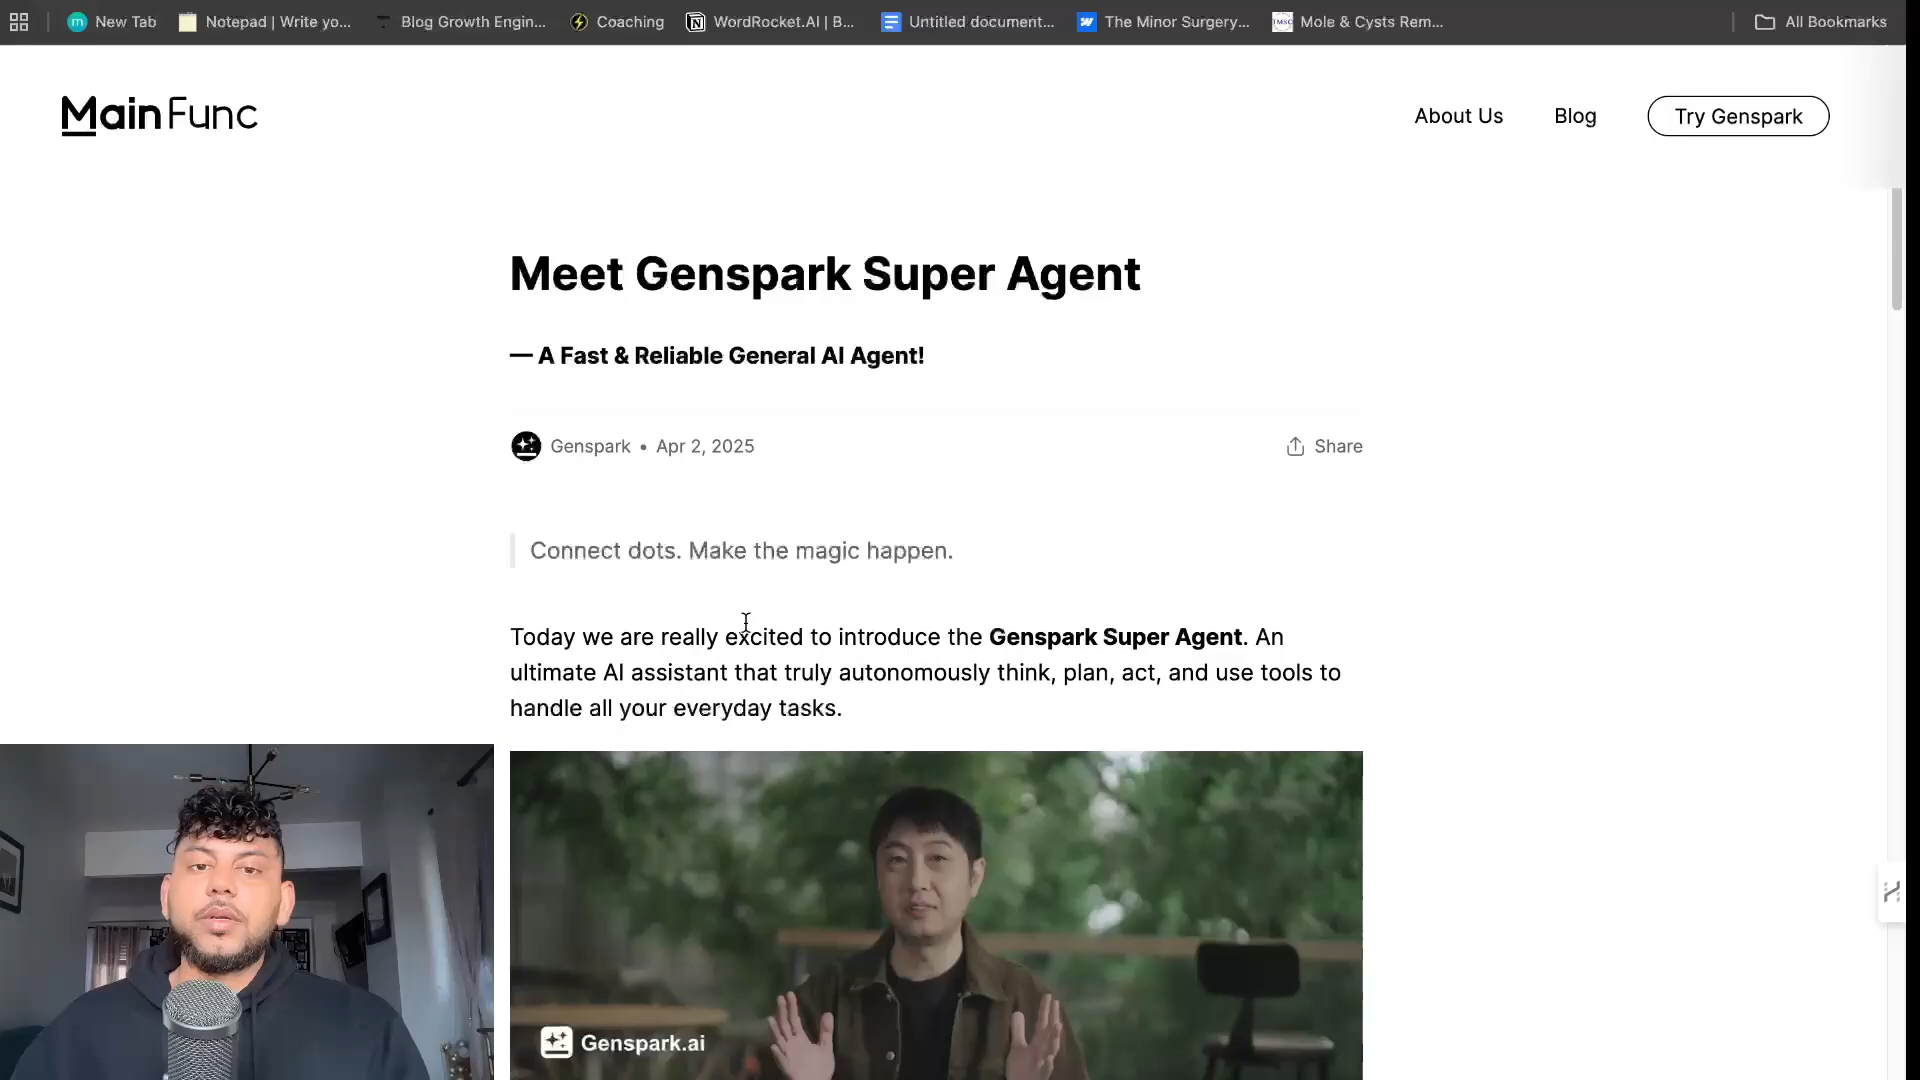 New Tab
Notepad | Write yo...
Blog Growth Engin...
Coaching
WordRocket.AI | B...
Untitled document...
The Minor Surgery...
TMSC
Mole & Cysts Rem...
All Bookmarks
Main Func
About Us
Blog
Try Genspark
Meet Genspark Super Agent
— A Fast & Reliable General AI Agent!
Genspark • Apr 2, 2025
Share
Connect dots. Make the magic happen.
Today we are really excited to introduce the Genspark Super Agent. An
ultimate AI assistant that truly autonomously think, plan, act, and use tools to
handle all your everyday tasks.
Genspark.ai